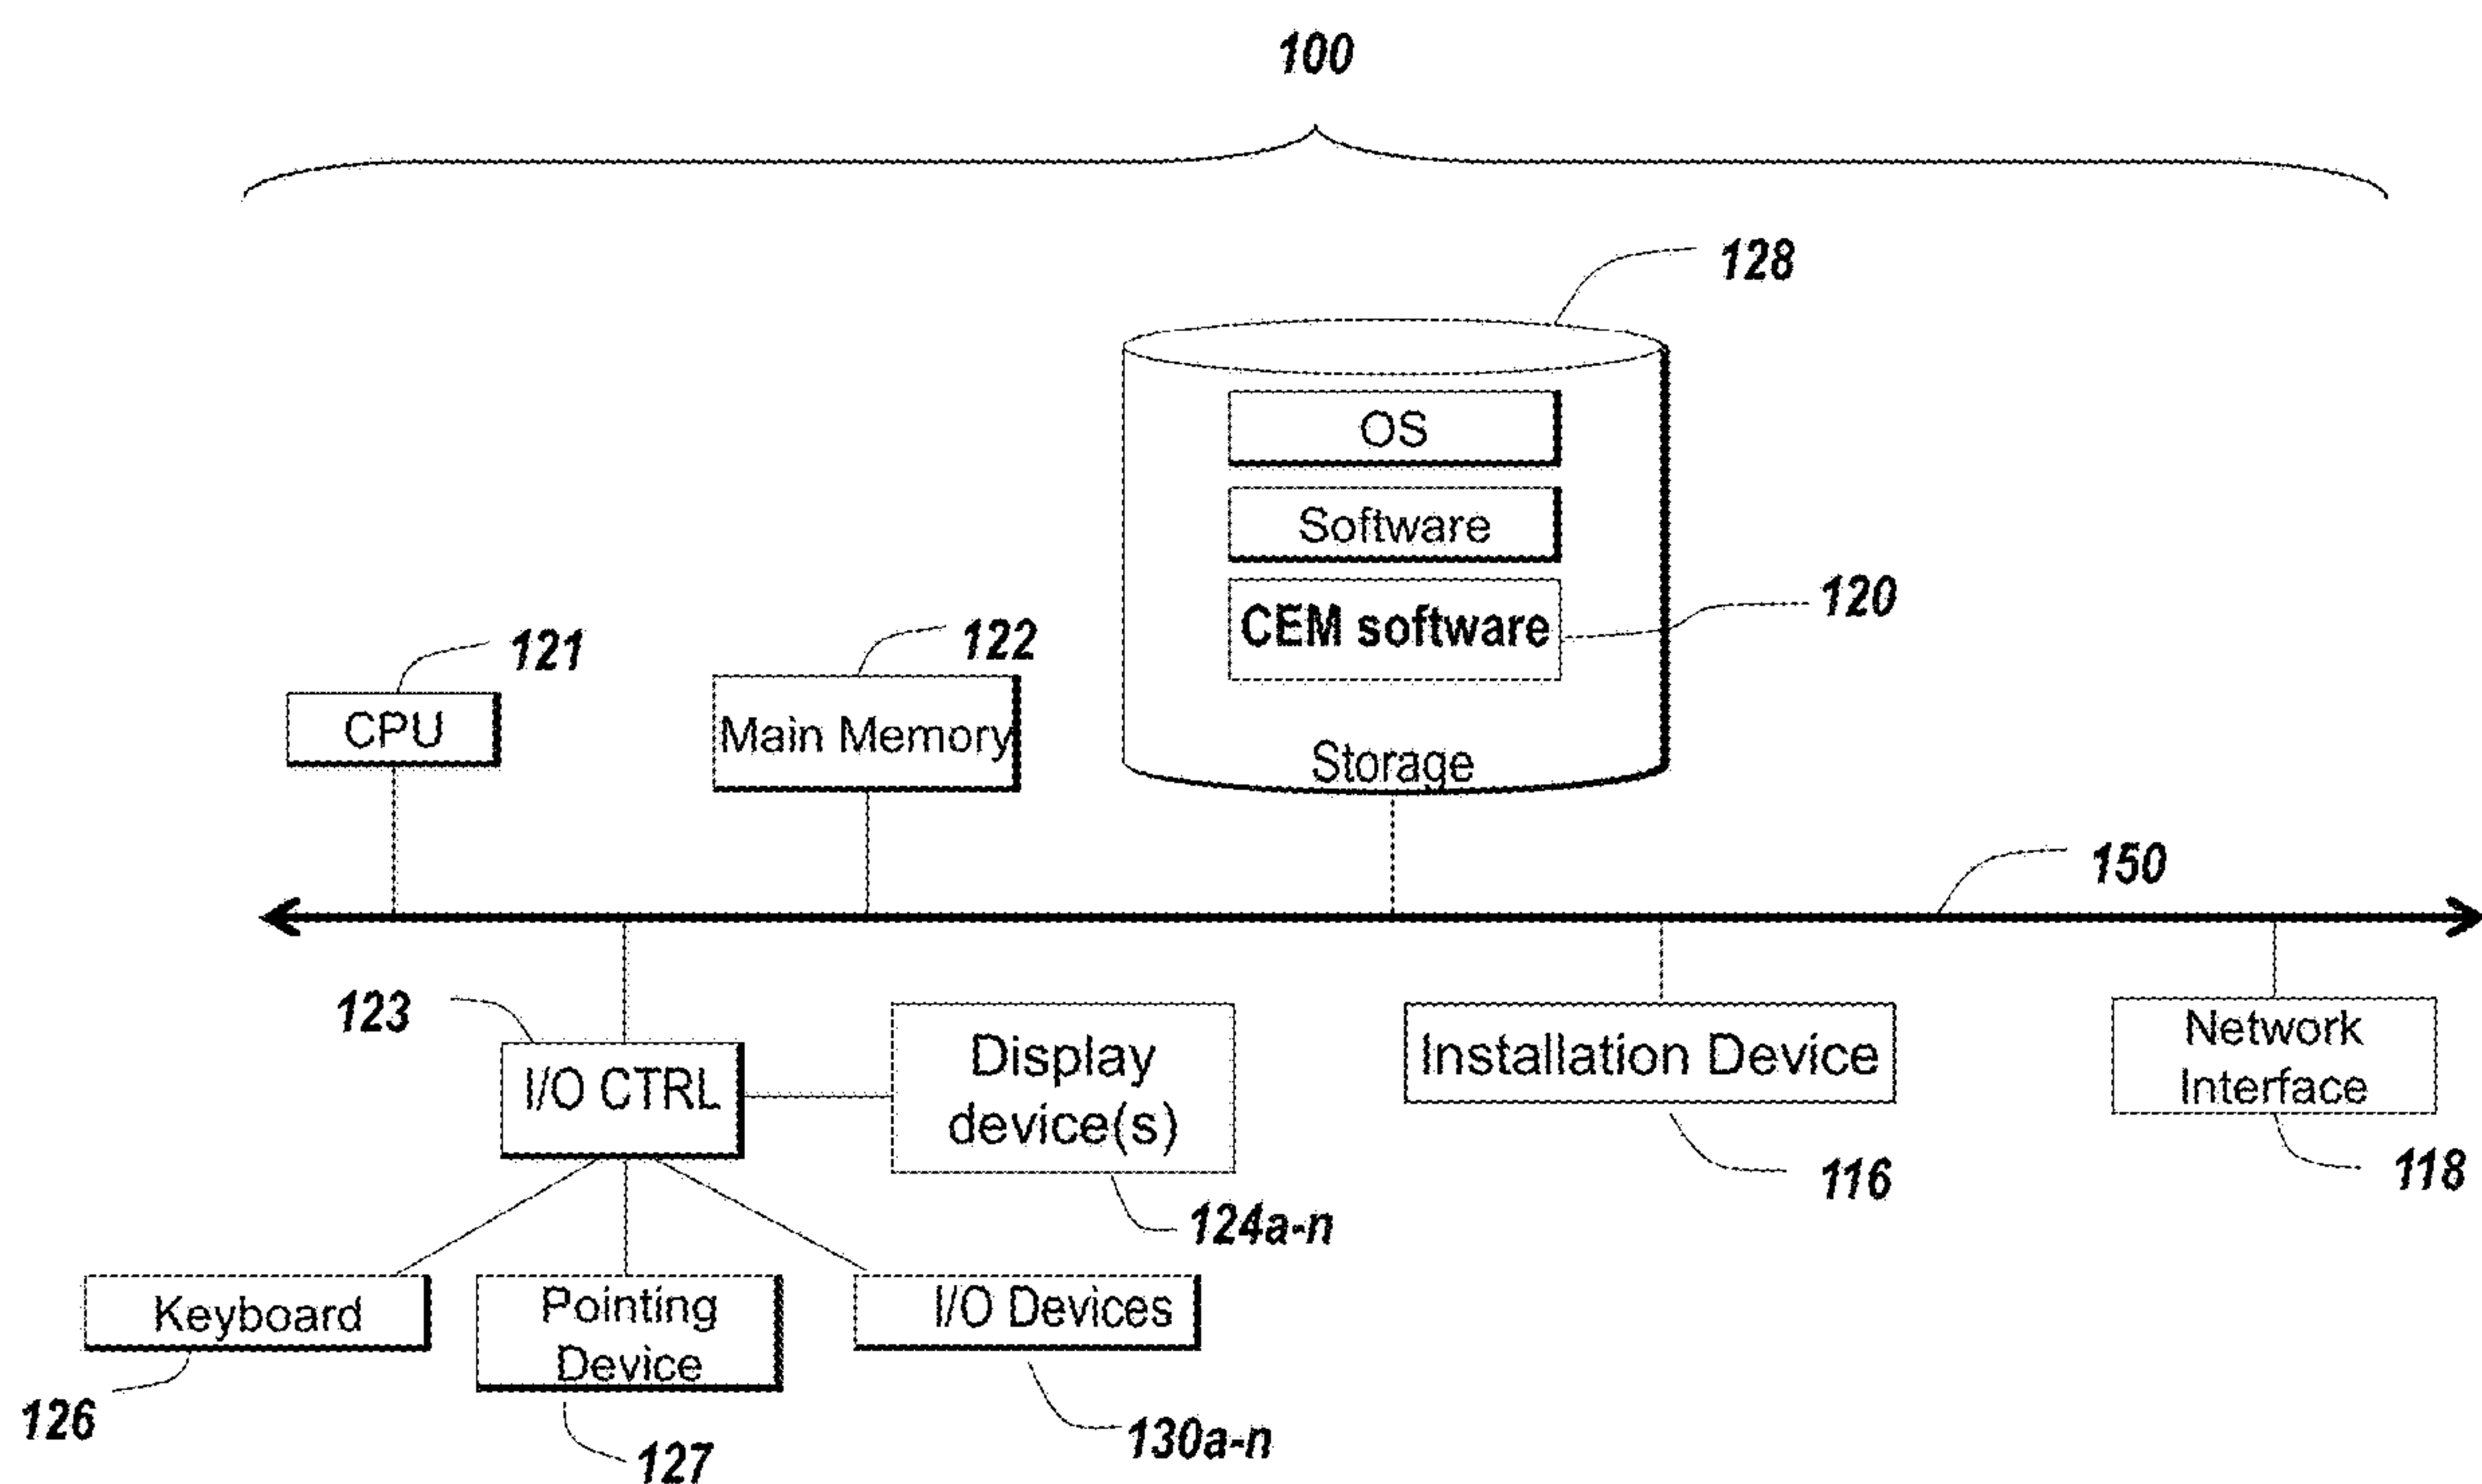 100
128
OS
Software
CEM software
120
121
122
CPU
Main Memory
Storage
150
123
I/O CTRL
Display
device(s)
Installation Device
Network
Interface
116
118
124a-n
Keyboard
Pointing
Device
I/O Devices
126
127
130a-n